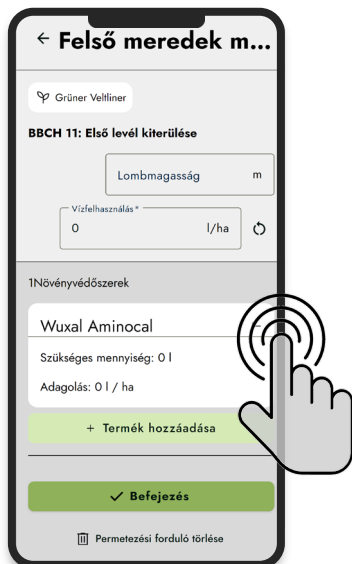 ← Felső meredek m...
Grüner Veltliner
BBCH 11: Első levél kiterülése
Lombmagasság m
Vízfelhasználás*
0 l/ha
1Növényvédőszerek
Wuxal Aminocal
Szükséges mennyiség: 0 l
Adagolás: 0 l / ha
+ Termék hozzáadása
✓ Befejezés
Permetezési forduló törlése